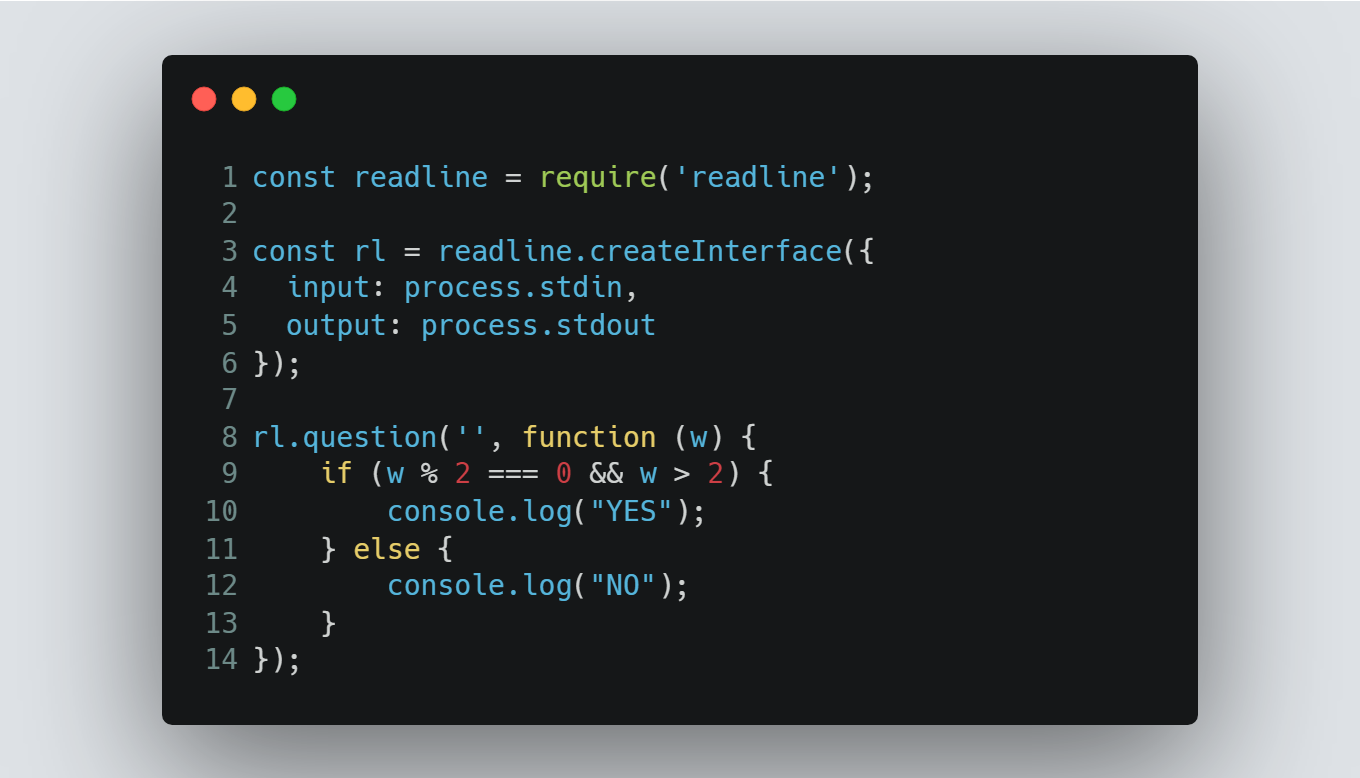 1 const readline = require('readline');
2
3 const rl = readline.createInterface({
4   input: process.stdin,
5   output: process.stdout
6 });
7
8 rl.question('', function (w) {
9     if (w % 2 === 0 && w > 2) {
10         console.log("YES");
11     } else {
12         console.log("NO");
13     }
14 });